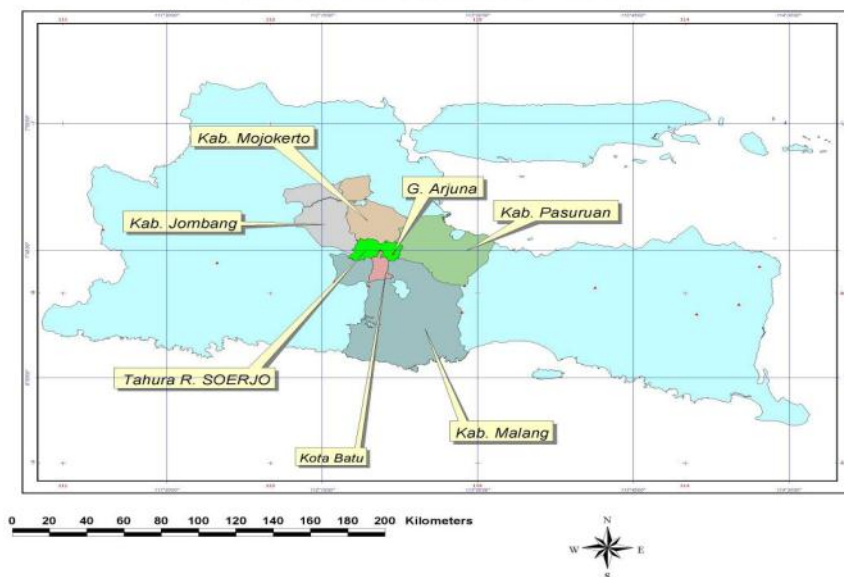 Kab. Mojokerto
G. Arjuna
Kab. Pasuruan
Kab. Jombang
Tahura R. SOERJO
Kab. Malang
Kota Batu
0 20 40 60 80 100 120 140 160 180 200 Kilometers
N
W E
S